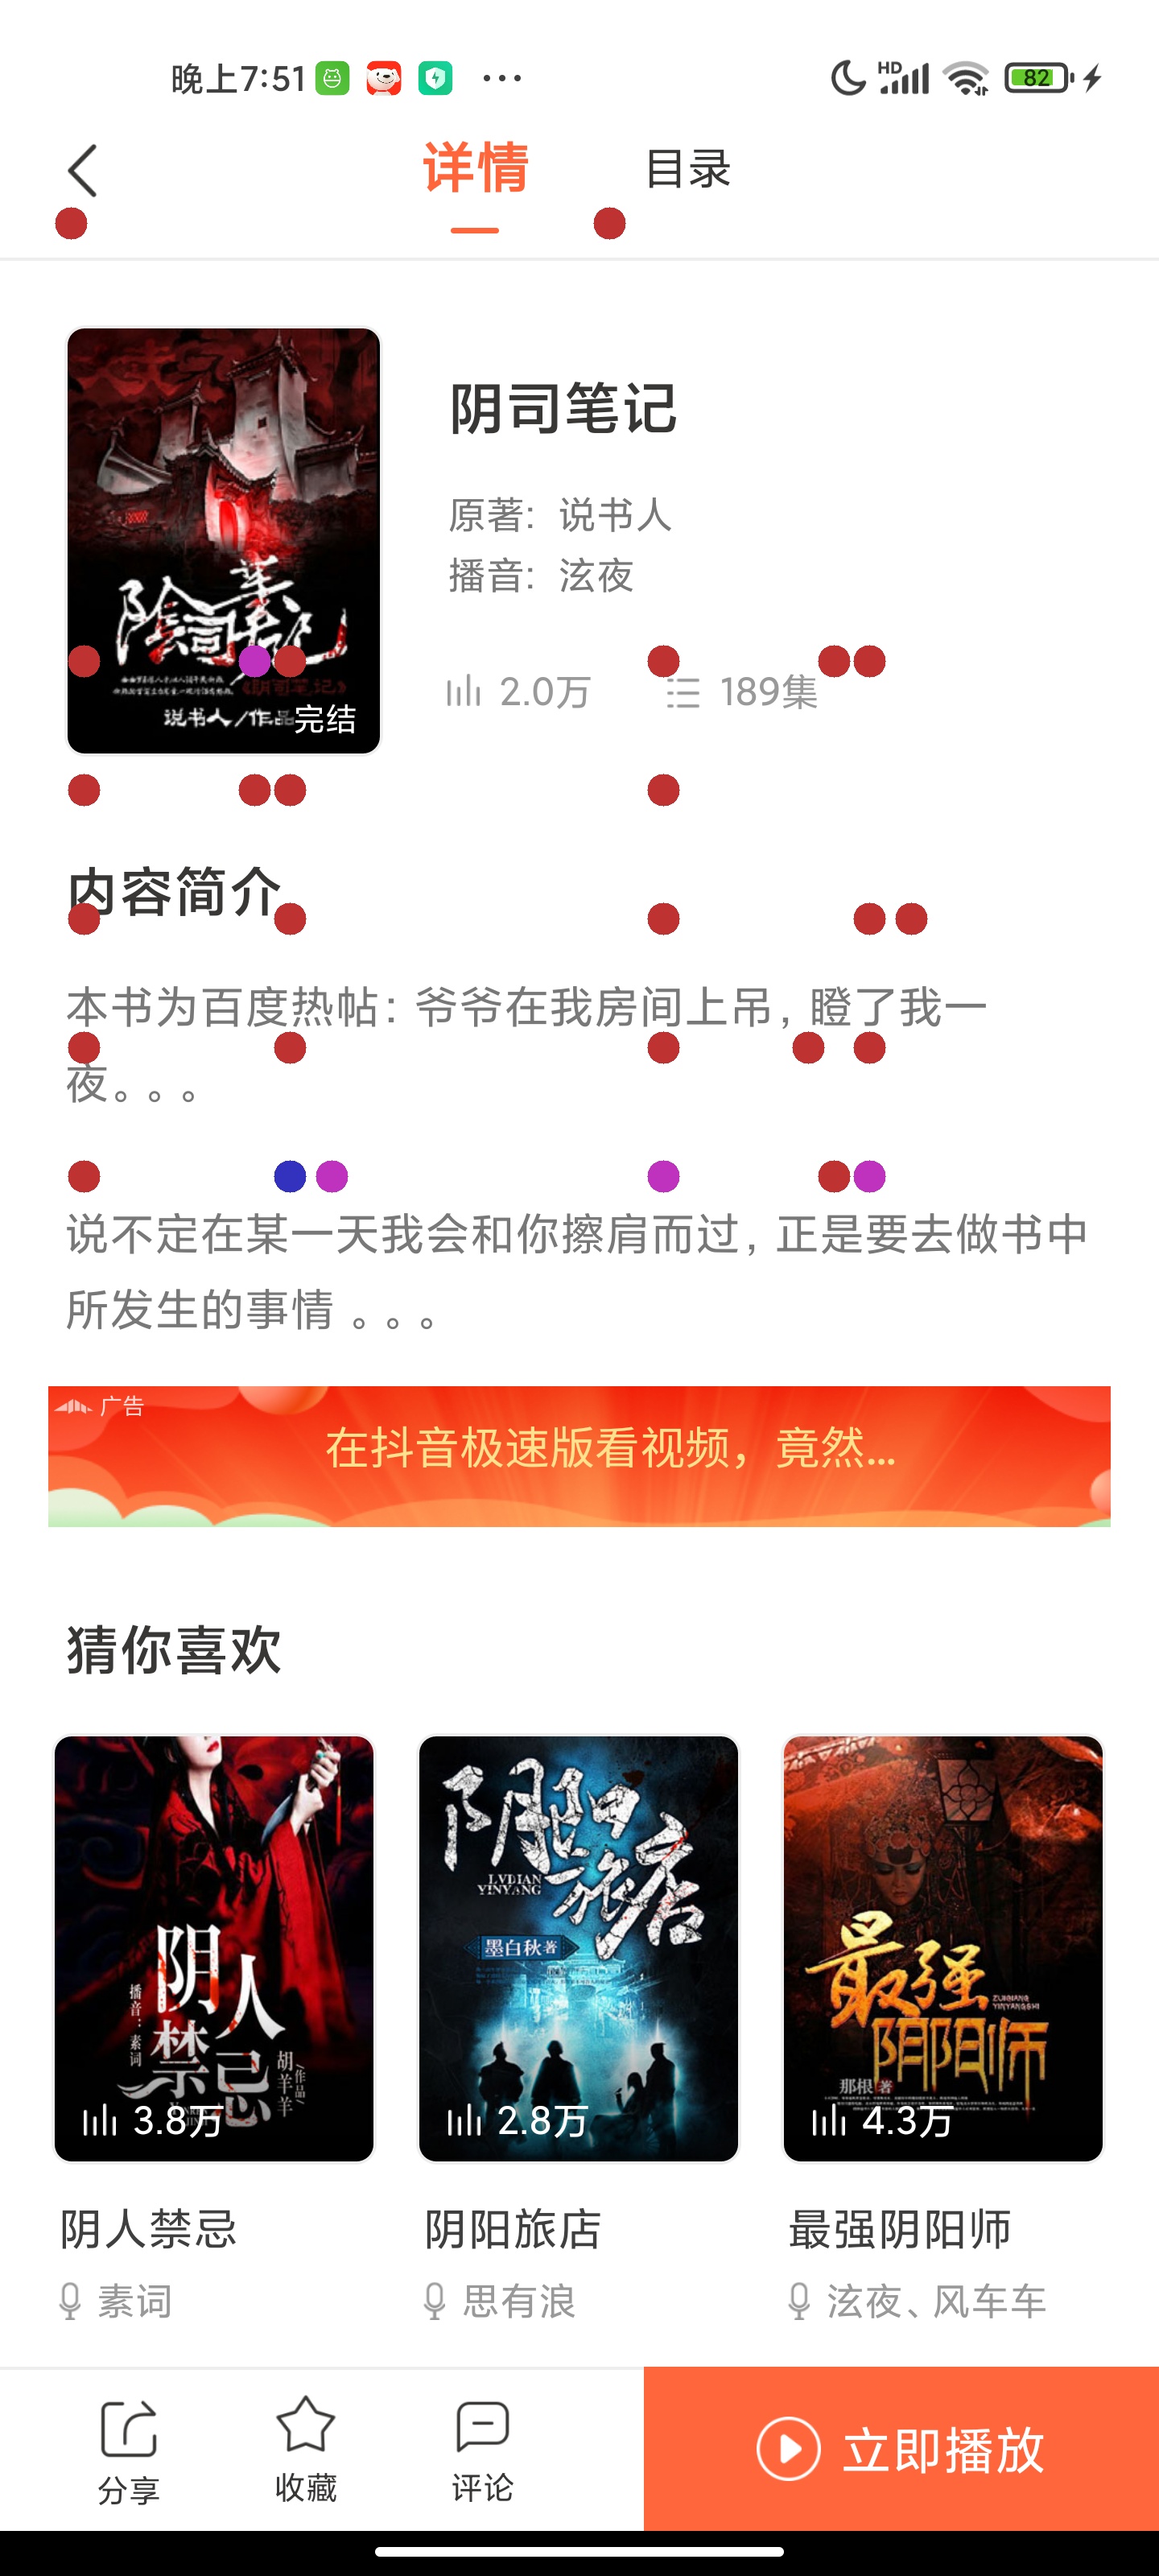 晚上7:51 ... HD 82
详情 目录
阴司笔记
原著: 说书人
播音: 泫夜
2.0万 189集
阴司笔记
《阴司笔记》
说书人/作品
完结
内容简介
本书为百度热帖: 爷爷在我房间上吊, 瞪了我一
夜。。。
说不定在某一天我会和你擦肩而过, 正是要去做书中
所发生的事情 。。。
广告
在抖音极速版看视频，竟然...
猜你喜欢
阴人禁忌
播音：素词
胡羊羊/作品
3.8万
阴阳旅店
LVDIAN
YINYANG
墨白秋 著
2.8万
最强
ZUIQIANG
YINYANGSHI
阴阳师
那根 著
4.3万
阴人禁忌 阴阳旅店 最强阴阳师
素词 思有浪 泫夜、风车车
分享 收藏 评论 立即播放